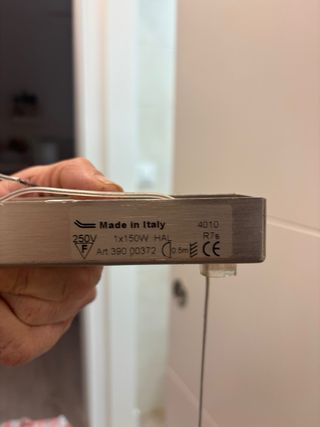 Made in Italy 4010
250V 1x150W HAL R7s
F Art.390 00372 0.5m CE